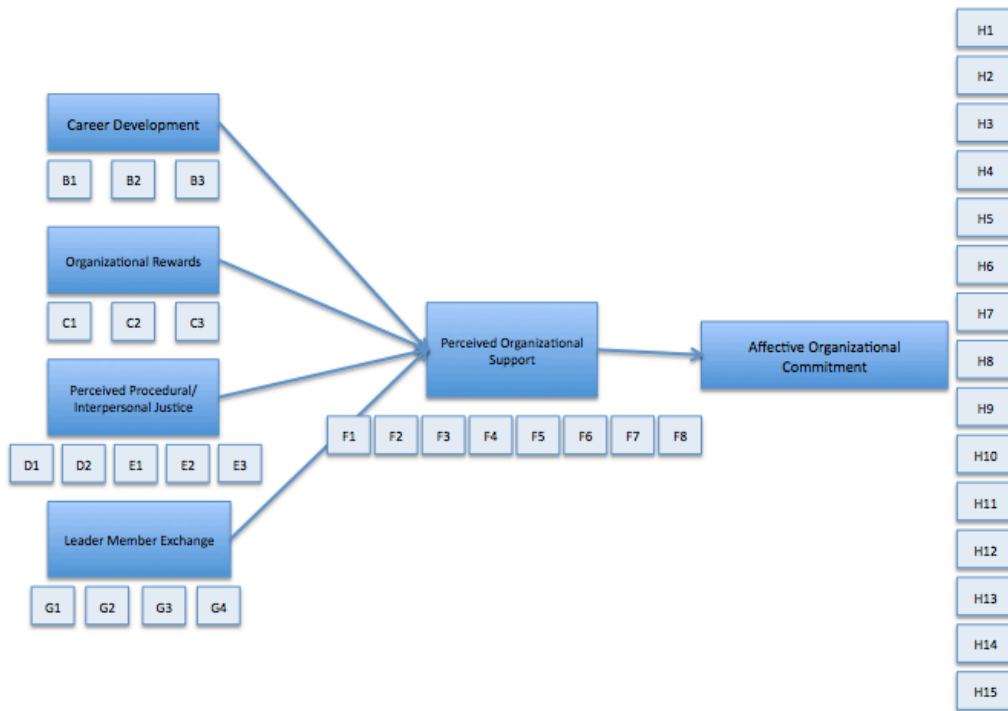 Career Development
B1 B2 B3
Organizational Rewards
C1 C2 C3
Perceived Procedural/
Interpersonal Justice
D1 D2 E1 E2 E3
Leader Member Exchange
G1 G2 G3 G4
Perceived Organizational
Support
F1 F2 F3 F4 F5 F6 F7 F8
Affective Organizational
Commitment
H1
H2
H3
H4
H5
H6
H7
H8
H9
H10
H11
H12
H13
H14
H15